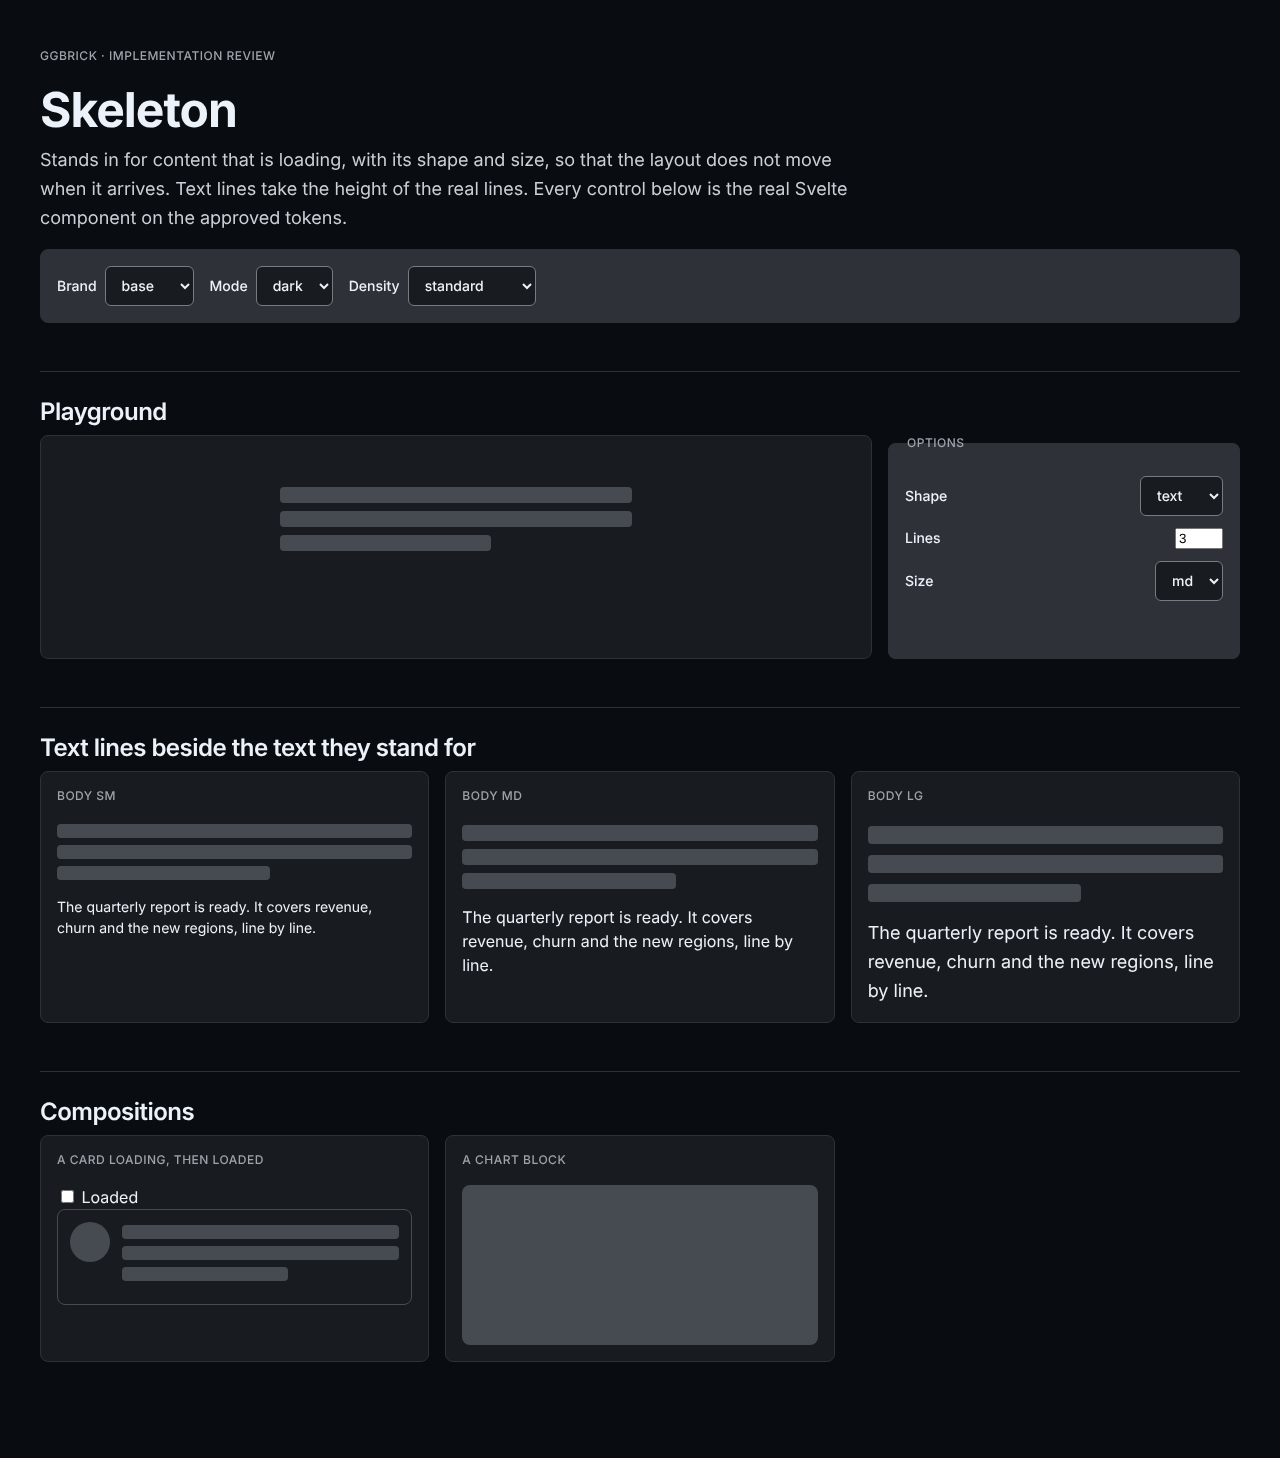 GGBRICK · IMPLEMENTATION REVIEW
Skeleton
Stands in for content that is loading, with its shape and size, so that the layout does not move
when it arrives. Text lines take the height of the real lines. Every control below is the real Svelte
component on the approved tokens.
Brand base Mode dark Density standard
Playground
OPTIONS
Shape text
Lines 3
Size md
Text lines beside the text they stand for
BODY SM
The quarterly report is ready. It covers revenue,
churn and the new regions, line by line.
BODY MD
The quarterly report is ready. It covers
revenue, churn and the new regions, line by
line.
BODY LG
The quarterly report is ready. It covers
revenue, churn and the new regions, line
by line.
Compositions
A CARD LOADING, THEN LOADED
Loaded
A CHART BLOCK